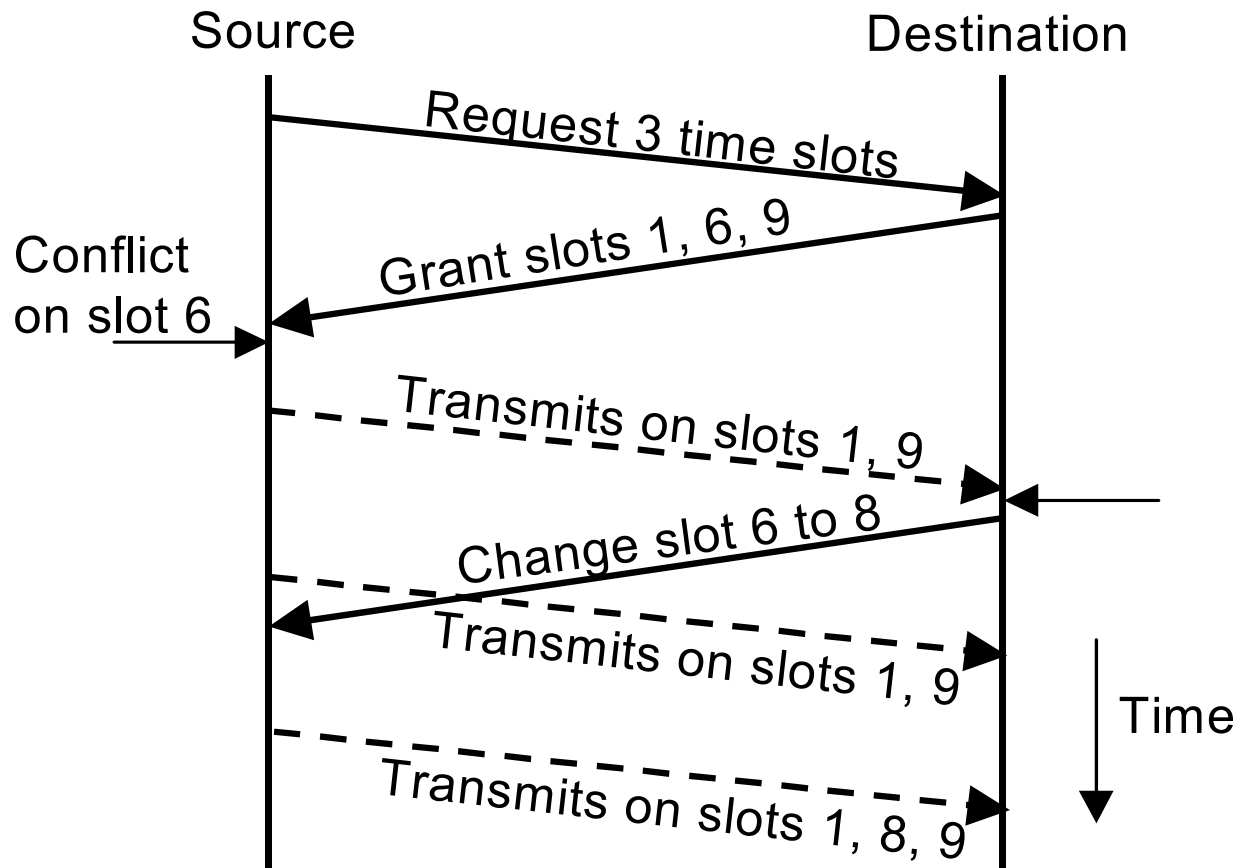 Source
Destination
Request 3 time slots
Grant slots 1, 6, 9
Conflict
on slot 6
Transmits on slots 1, 9
Change slot 6 to 8
Transmits on slots 1, 9
Time
Transmits on slots 1, 8, 9